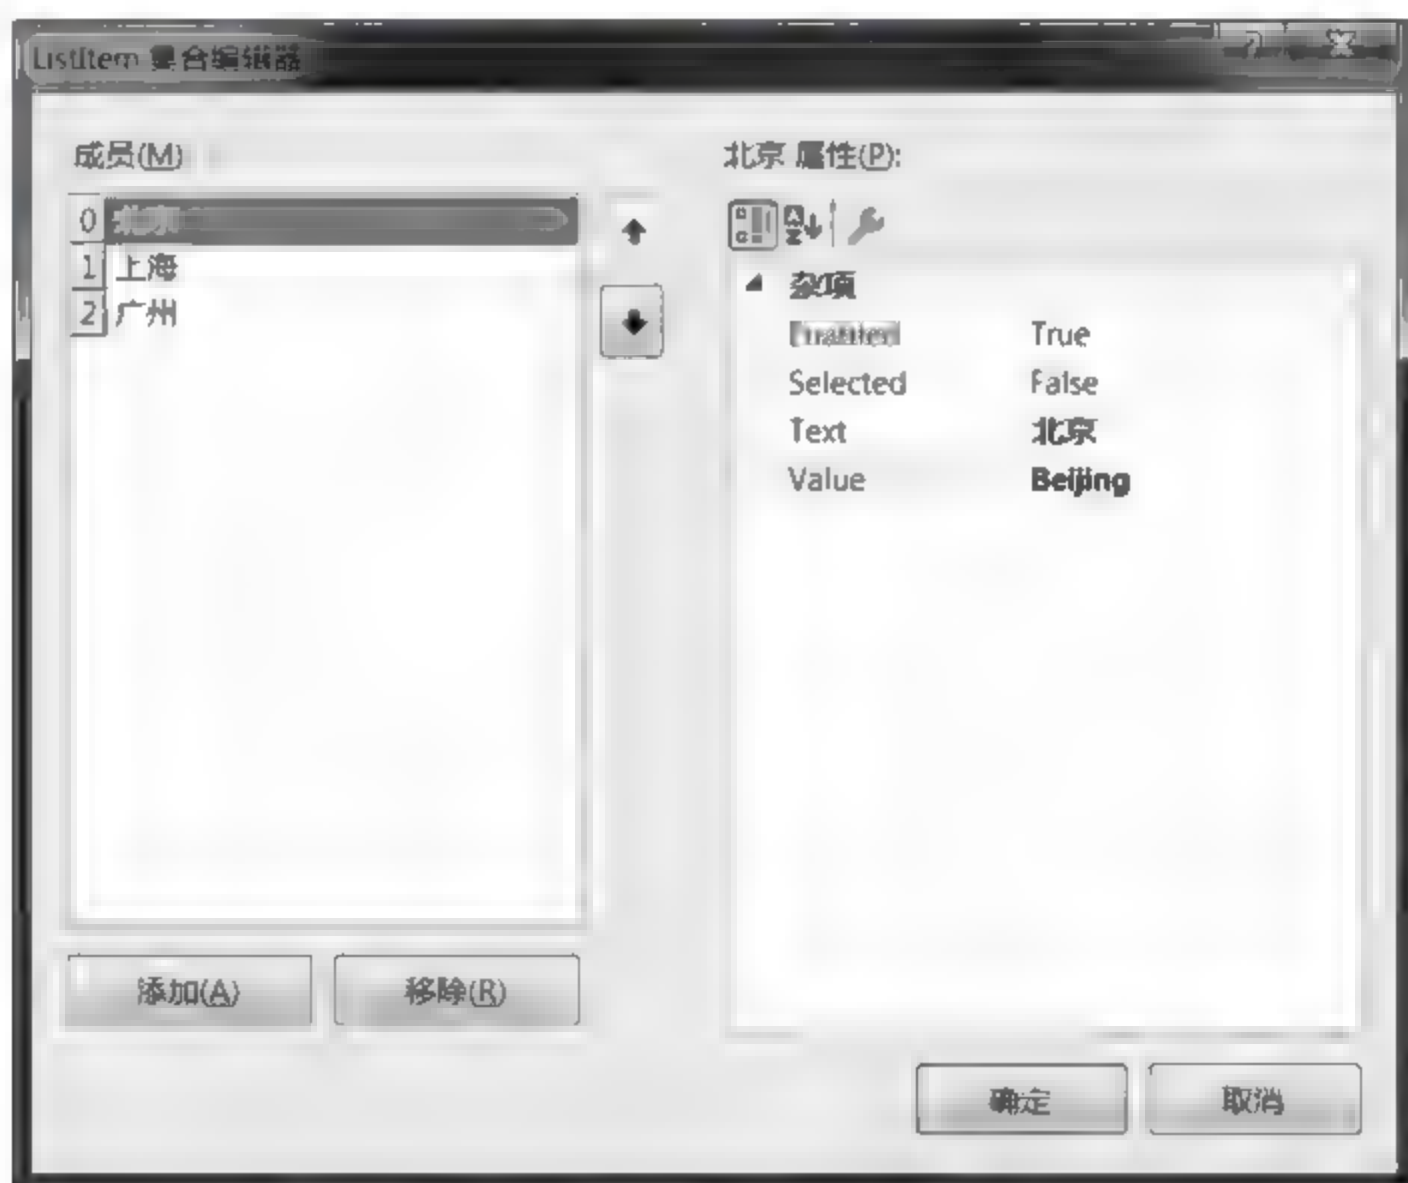 ListItem 集合编辑器
成员(M)
0 北京
1 上海
2 广州
添加(A)
移除(R)
北京 属性(P):
杂项
Enabled True
Selected False
Text 北京
Value Beijing
确定
取消